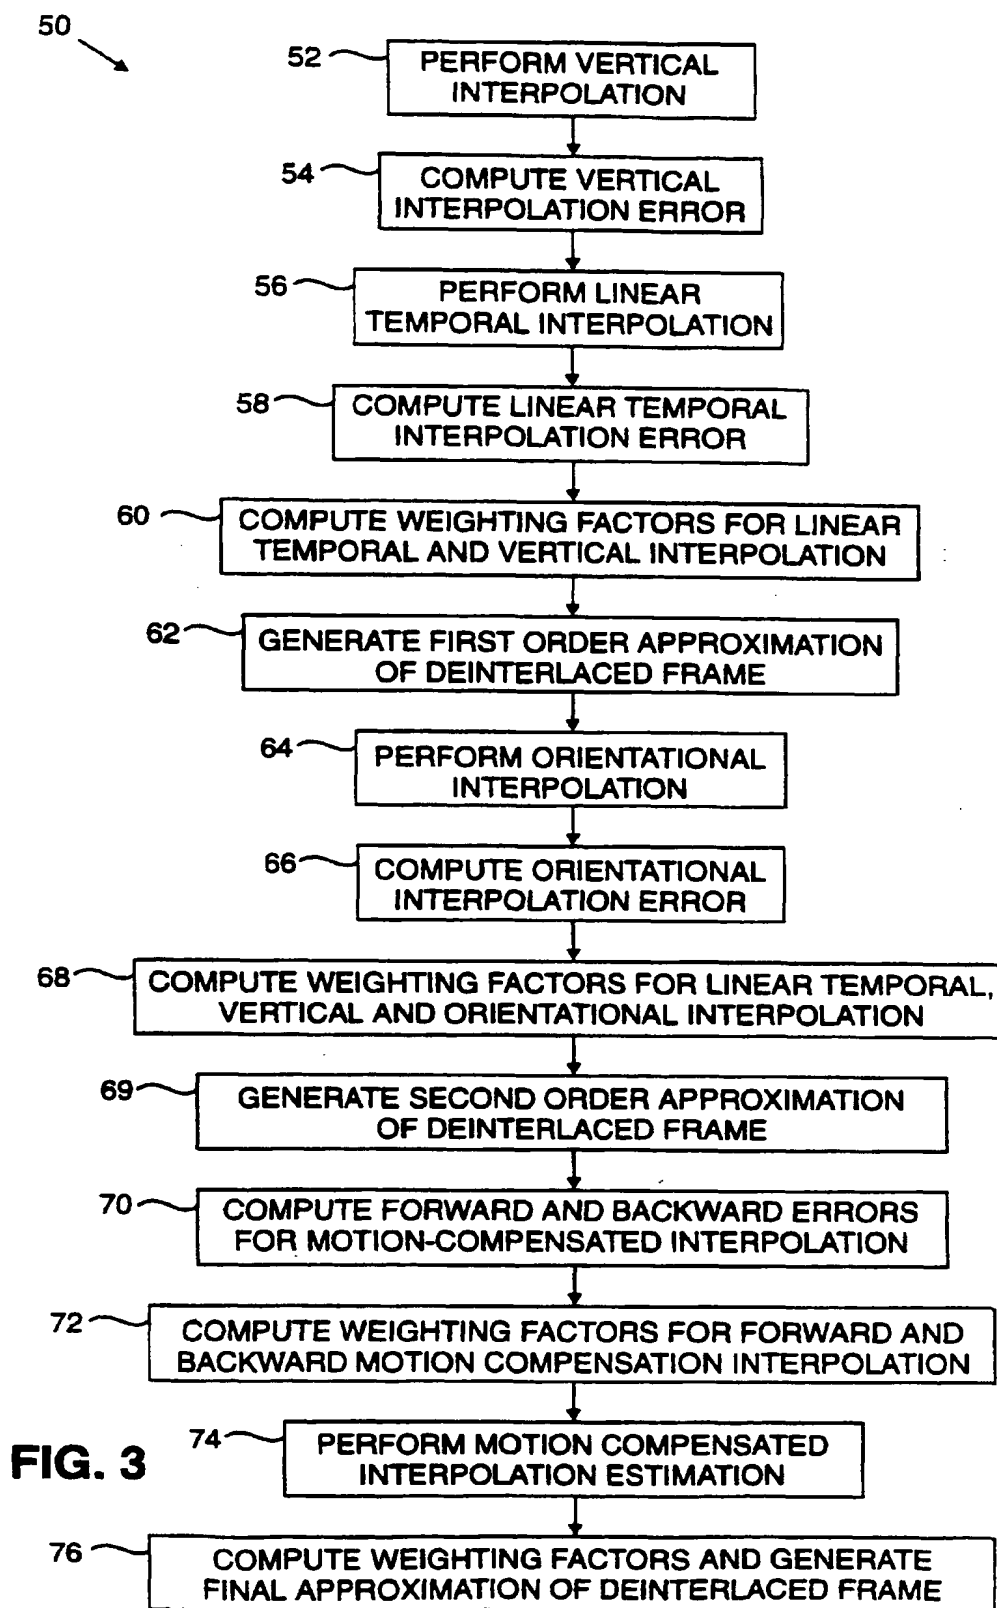 50
52
PERFORM VERTICAL
INTERPOLATION
54
COMPUTE VERTICAL
INTERPOLATION ERROR
56
PERFORM LINEAR
TEMPORAL INTERPOLATION
58
COMPUTE LINEAR TEMPORAL
INTERPOLATION ERROR
60
COMPUTE WEIGHTING FACTORS FOR LINEAR
TEMPORAL AND VERTICAL INTERPOLATION
62
GENERATE FIRST ORDER APPROXIMATION
OF DEINTERLACED FRAME
64
PERFORM ORIENTATIONAL
INTERPOLATION
66
COMPUTE ORIENTATIONAL
INTERPOLATION ERROR
68
COMPUTE WEIGHTING FACTORS FOR LINEAR TEMPORAL,
VERTICAL AND ORIENTATIONAL INTERPOLATION
69
GENERATE SECOND ORDER APPROXIMATION
OF DEINTERLACED FRAME
70
COMPUTE FORWARD AND BACKWARD ERRORS
FOR MOTION-COMPENSATED INTERPOLATION
72
COMPUTE WEIGHTING FACTORS FOR FORWARD AND
BACKWARD MOTION COMPENSATION INTERPOLATION
74
PERFORM MOTION COMPENSATED
INTERPOLATION ESTIMATION
FIG. 3
76
COMPUTE WEIGHTING FACTORS AND GENERATE
FINAL APPROXIMATION OF DEINTERLACED FRAME